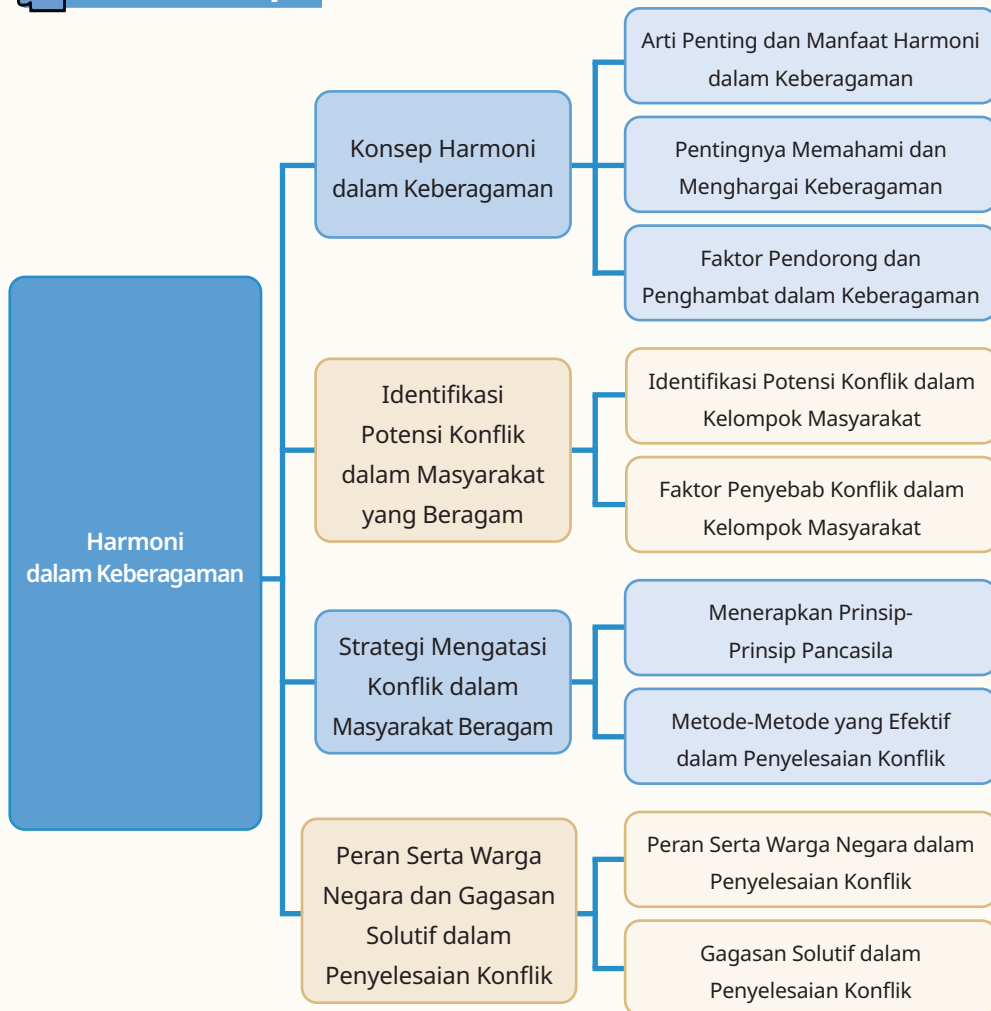 Harmoni
dalam Keberagaman
Konsep Harmoni
dalam Keberagaman
Arti Penting dan Manfaat Harmoni
dalam Keberagaman
Pentingnya Memahami dan
Menghargai Keberagaman
Faktor Pendorong dan
Penghambat dalam Keberagaman
Identifikasi
Potensi Konflik
dalam Masyarakat
yang Beragam
Identifikasi Potensi Konflik dalam
Kelompok Masyarakat
Faktor Penyebab Konflik dalam
Kelompok Masyarakat
Strategi Mengatasi
Konflik dalam
Masyarakat Beragam
Menerapkan Prinsip-
Prinsip Pancasila
Metode-Metode yang Efektif
dalam Penyelesaian Konflik
Peran Serta Warga
Negara dan Gagasan
Solutif dalam
Penyelesaian Konflik
Peran Serta Warga Negara dalam
Penyelesaian Konflik
Gagasan Solutif dalam
Penyelesaian Konflik